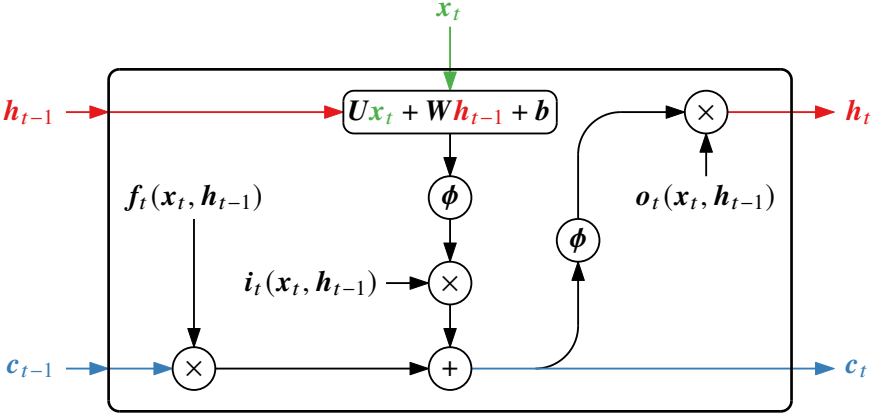 x_t
h_{t−1}
Ux_t + Wh_{t−1} + b
×
h_t
f_t(x_t, h_{t−1})
ϕ
o_t(x_t, h_{t−1})
ϕ
i_t(x_t, h_{t−1})
×
c_{t−1}
×
+
c_t